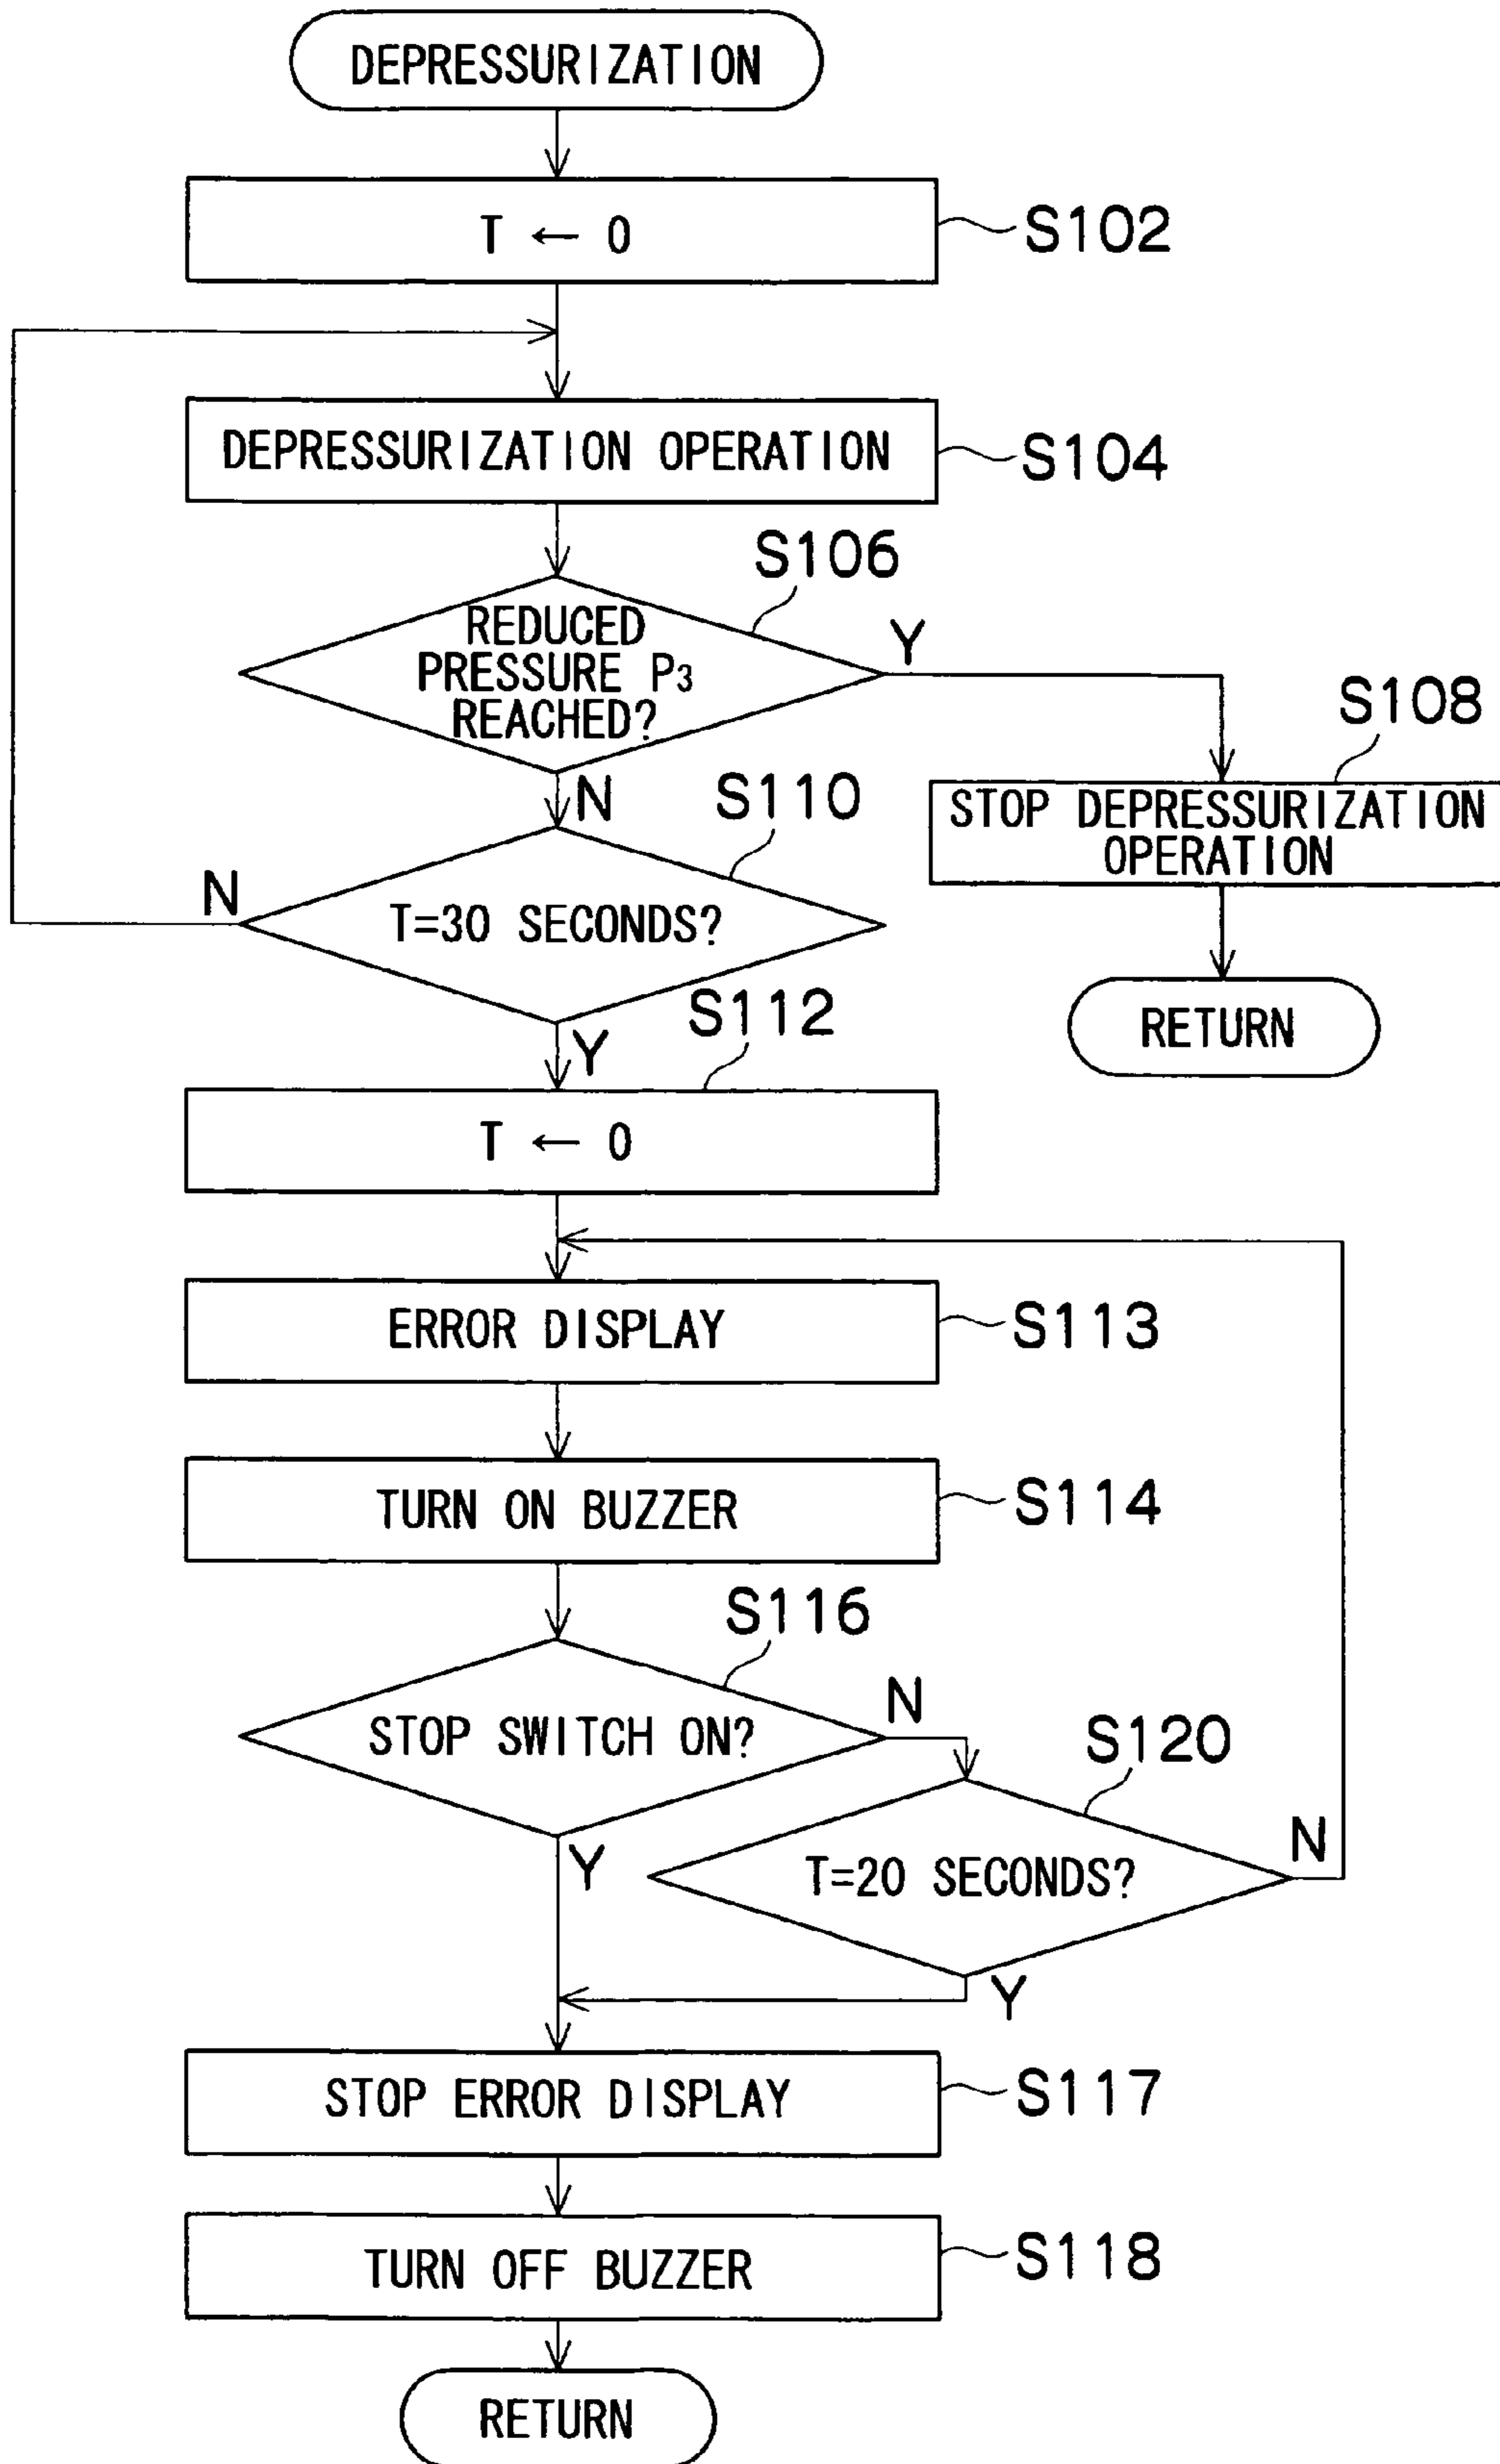 DEPRESSURIZATION
T ← 0
S102
DEPRESSURIZATION OPERATION
S104
S106
REDUCED
PRESSURE P3
REACHED?
Y
S108
STOP DEPRESSURIZATION
OPERATION
RETURN
N
S110
T=30 SECONDS?
N
Y
S112
T ← 0
ERROR DISPLAY
S113
TURN ON BUZZER
S114
S116
STOP SWITCH ON?
N
S120
T=20 SECONDS?
N
Y
Y
STOP ERROR DISPLAY
S117
TURN OFF BUZZER
S118
RETURN